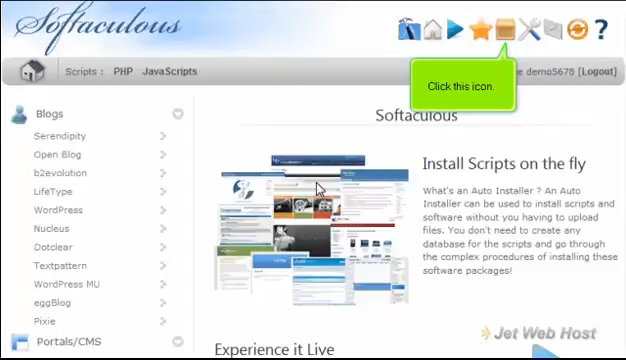 Softaculous
?
Scripts : PHP JavaScripts
e demo5678 [Logout]
Click this icon.
Blogs
Serendipity
Open Blog
b2evolution
LifeType
WordPress
Nucleus
Dotclear
Textpattern
WordPress MU
eggBlog
Pixie
Portals/CMS
Softaculous
Install Scripts on the fly
What's an Auto Installer ? An Auto
Installer can be used to install scripts and
software without you having to upload
files. You don't need to create any
database for the scripts and go through
the complex procedures of installing these
software packages!
Experience it Live
Jet Web Host